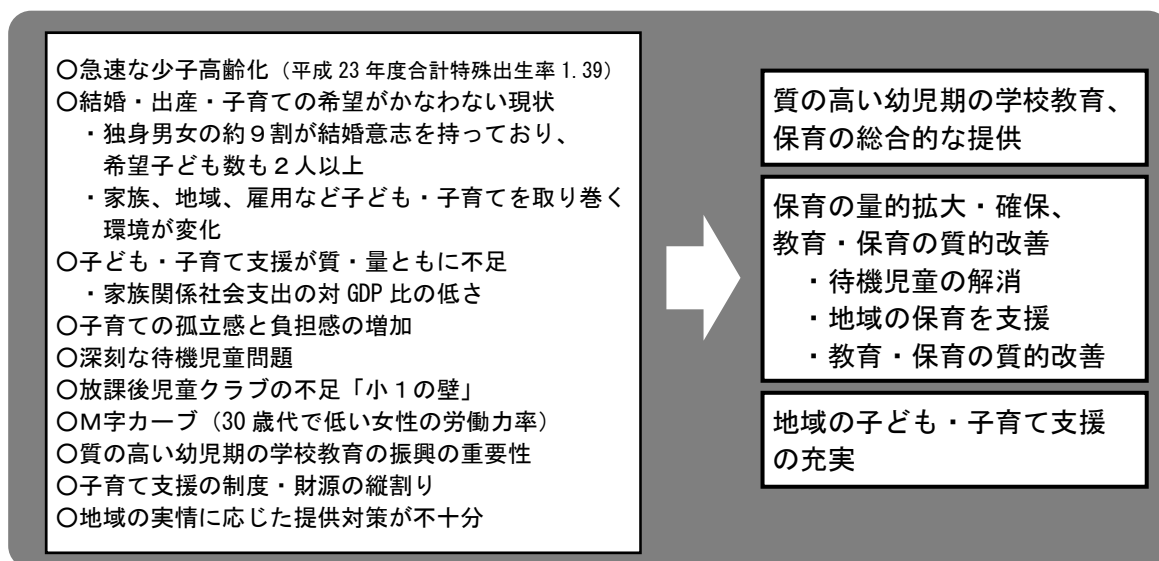 〇急速な少子高齢化（平成23年度合計特殊出生率1.39）
〇結婚・出産・子育ての希望がかなわない現状
・独身男女の約９割が結婚意志を持っており、
希望子ども数も２人以上
・家族、地域、雇用など子ども・子育てを取り巻く
環境が変化
〇子ども・子育て支援が質・量ともに不足
・家族関係社会支出の対GDP比の低さ
〇子育ての孤立感と負担感の増加
〇深刻な待機児童問題
〇放課後児童クラブの不足「小１の壁」
〇Ｍ字カーブ（30歳代で低い女性の労働力率）
〇質の高い幼児期の学校教育の振興の重要性
〇子育て支援の制度・財源の縦割り
〇地域の実情に応じた提供対策が不十分
質の高い幼児期の学校教育、
保育の総合的な提供
保育の量的拡大・確保、
教育・保育の質的改善
・待機児童の解消
・地域の保育を支援
・教育・保育の質的改善
地域の子ども・子育て支援
の充実